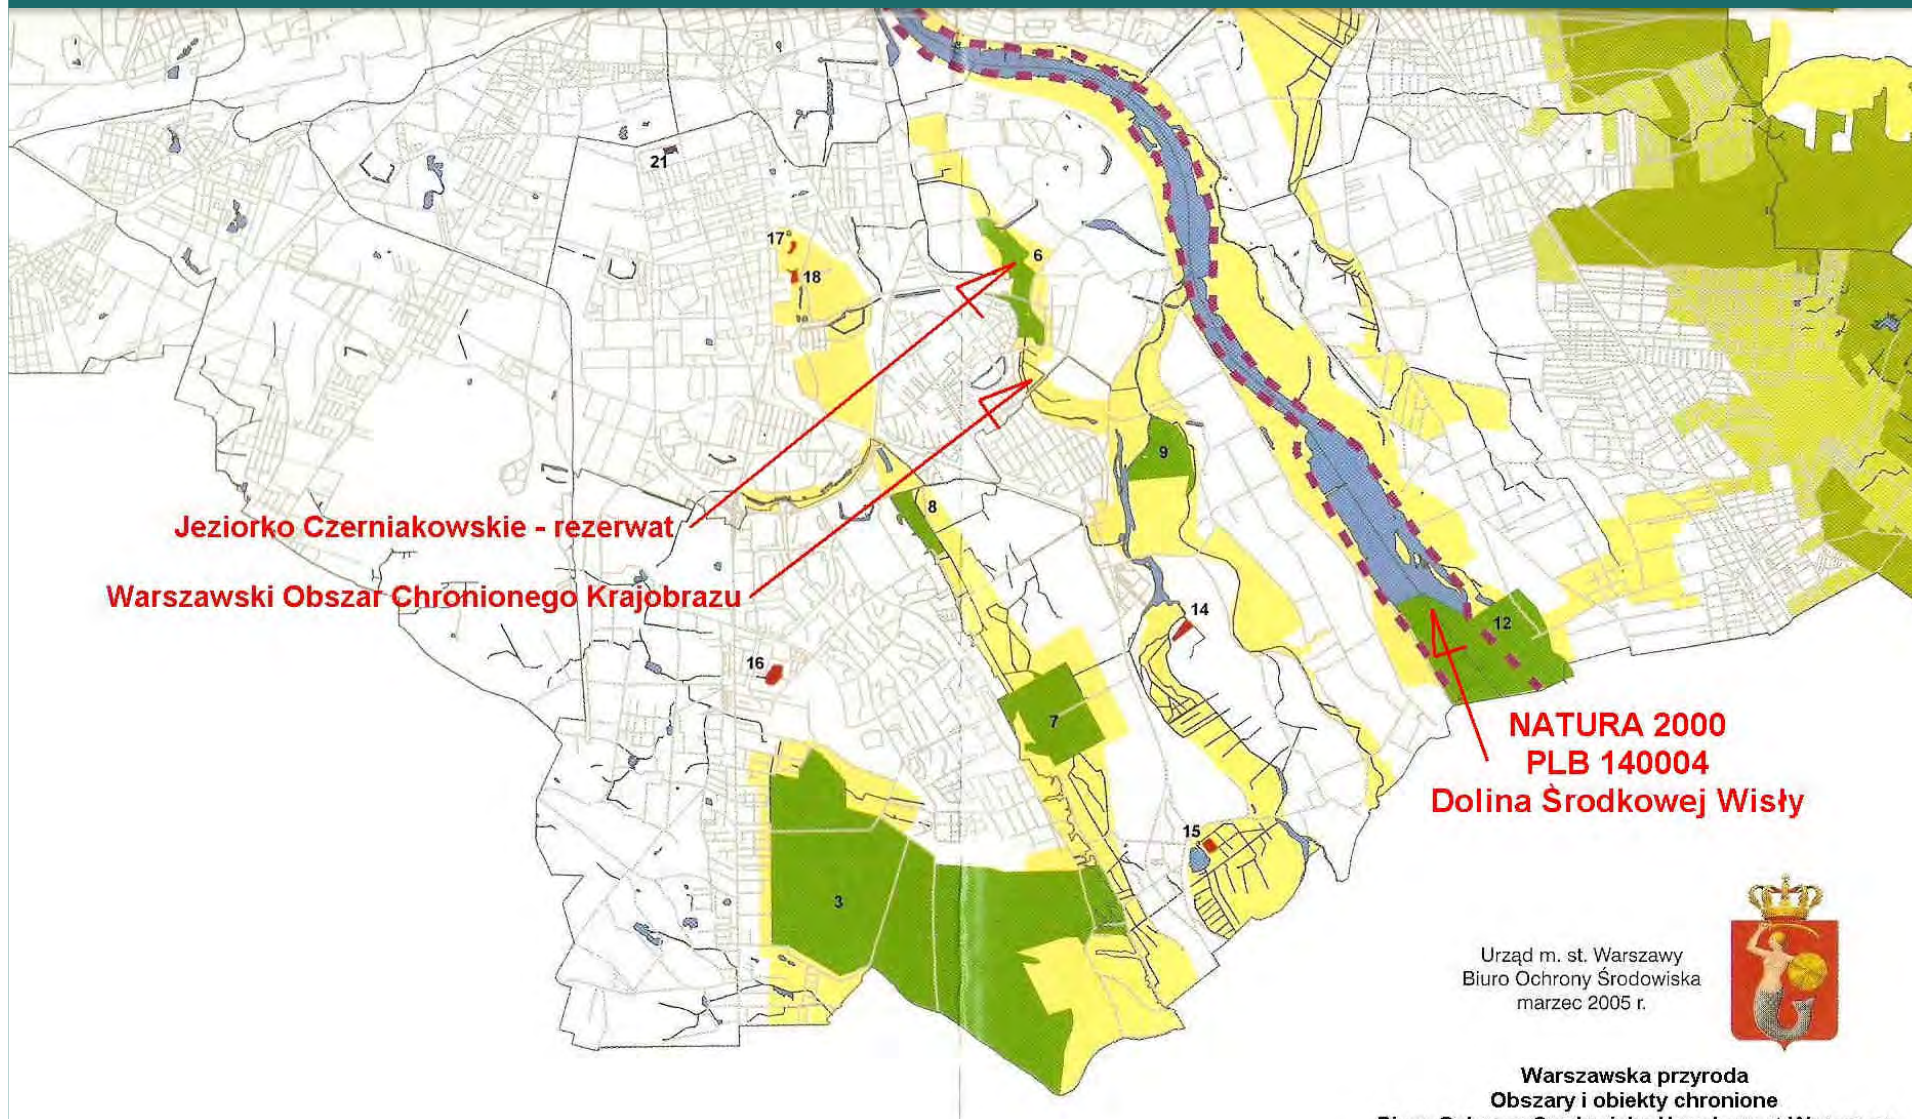 21
17
18
6
9
8
Jeziorko Czerniakowskie - rezerwat
Warszawski Obszar Chronionego Krajobrazu
14
12
16
7
NATURA 2000
PLB 140004
Dolina Środkowej Wisły
15
3
Urząd m. st. Warszawy
Biuro Ochrony Środowiska
marzec 2005 r.
Warszawska przyroda
Obszary i obiekty chronione